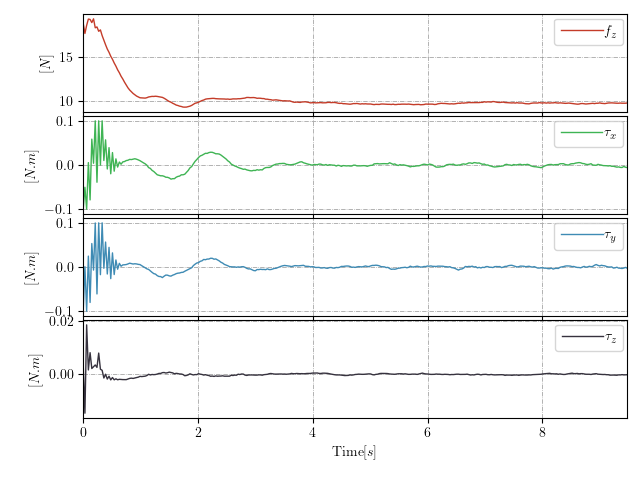 15
10
[N]
f_z
0.1
0.0
−0.1
[N.m]
τ_x
0.1
0.0
−0.1
[N.m]
τ_y
0.02
0.00
[N.m]
τ_z
0 2 4 6 8
Time[s]